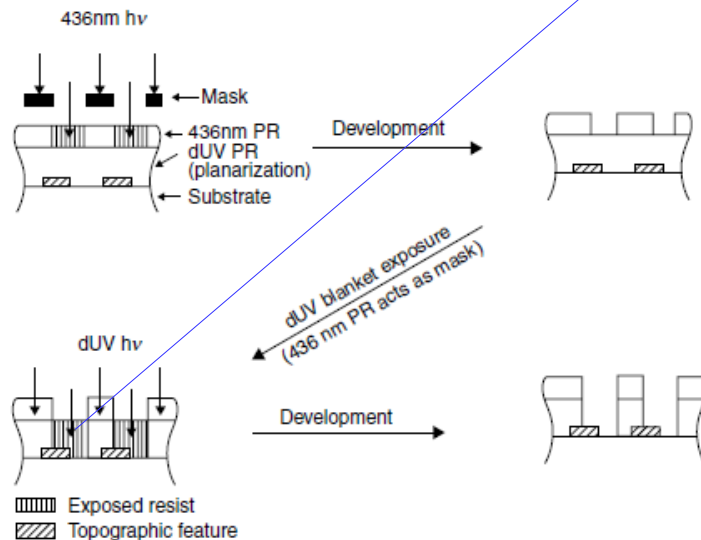 436nm hν
Mask
436nm PR
dUV PR
(planarization)
Substrate
Development
dUV blanket exposure
(436 nm PR acts as mask)
dUV hν
Development
Exposed resist
Topographic feature